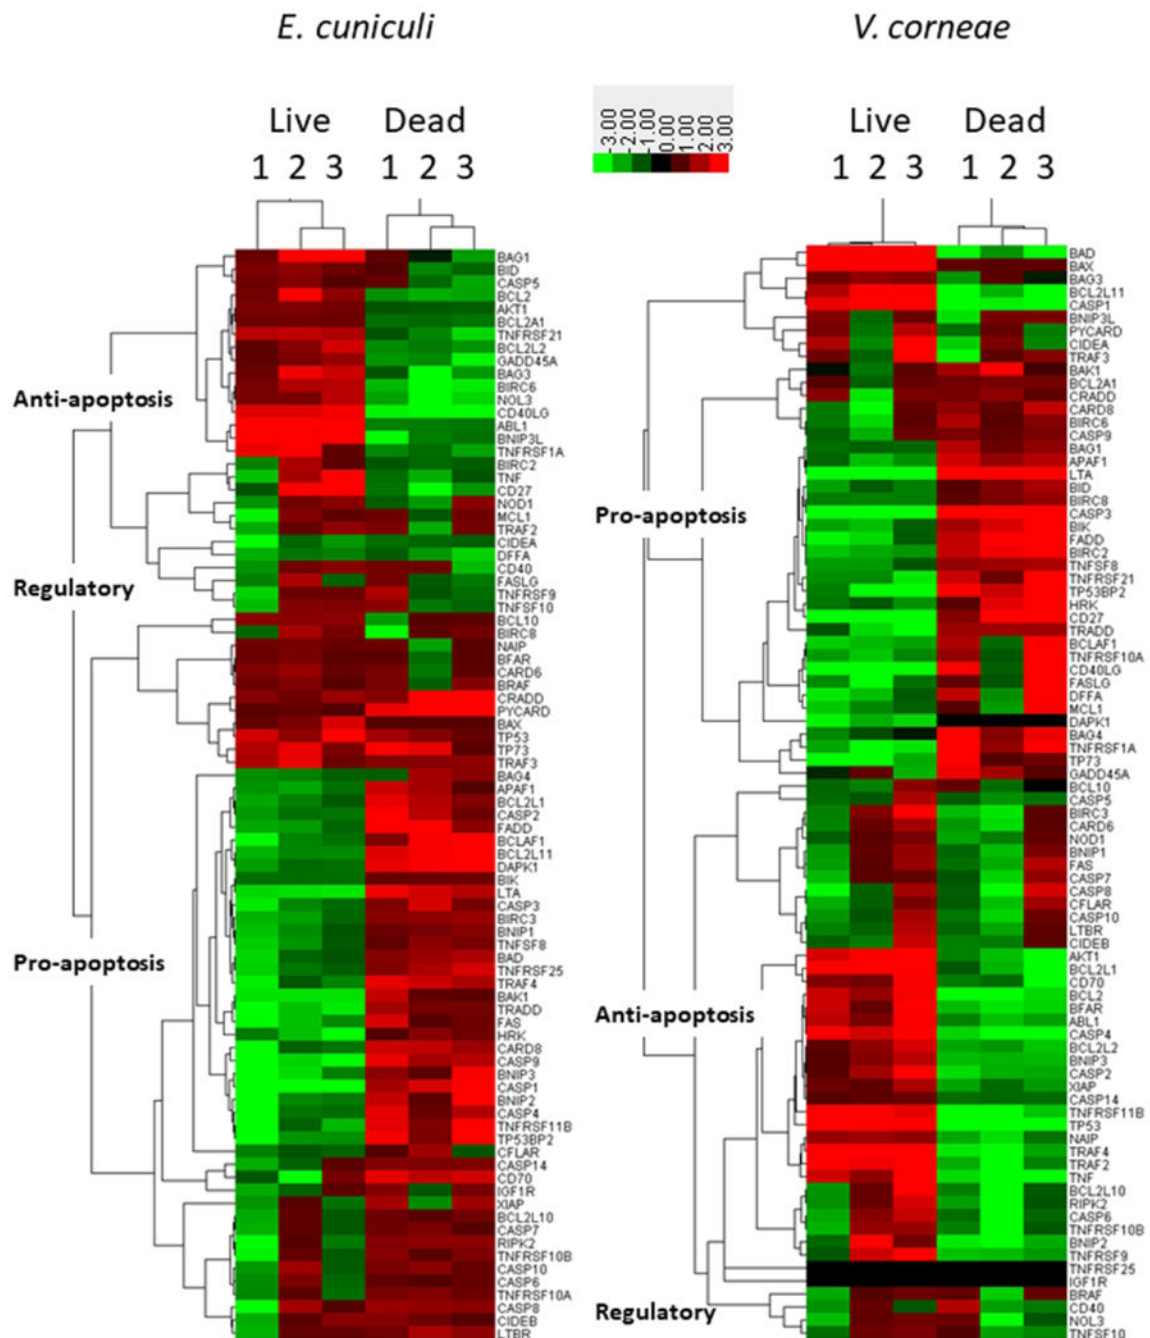 E. cuniculi
V. corneae
Live Dead
1 2 3 1 2 3
-3.00
-2.00
-1.00
0.00
1.00
2.00
3.00
Live Dead
1 2 3 1 2 3
Anti-apoptosis
Regulatory
Pro-apoptosis
BAG1
BID
CASP5
BCL2
AKT1
BCL2A1
TNFRSF21
BCL2L2
GADD45A
BAG3
BIRC6
NOL3
CD40LG
ABL1
BNIP3L
TNFRSF1A
BIRC2
TNF
CD27
NOD1
MCL1
TRAF2
CIDEA
DFFA
CD40
FASLG
TNFRSF9
TNFSF10
BCL10
BIRC8
NAIP
BFAR
CARD6
BRAF
CRADD
PYCARD
BAX
TP53
TP73
TRAF3
BAG4
APAF1
BCL2L1
CASP2
FADD
BCLAF1
BCL2L11
DAPK1
BIK
LTA
CASP3
BIRC3
BNIP1
TNFSF8
BAD
TNFRSF25
TRAF4
BAK1
TRADD
FAS
HRK
CARD8
CASP9
BNIP3
CASP1
BNIP2
CASP4
TNFRSF11B
TP53BP2
CFLAR
CASP14
CD70
IGF1R
XIAP
BCL2L10
CASP7
RIPK2
TNFRSF10B
CASP10
CASP6
TNFRSF10A
CASP8
CIDEB
LTBR
Pro-apoptosis
Anti-apoptosis
Regulatory
BAD
BAX
BAG3
BCL2L11
CASP1
BNIP3L
PYCARD
CIDEA
TRAF3
BAK1
BCL2A1
CRADD
CARD8
BIRC6
CASP9
BAG1
APAF1
LTA
BID
BIRC8
CASP3
BIK
FADD
BIRC2
TNFSF8
TNFRSF21
TP53BP2
HRK
CD27
TRADD
BCLAF1
TNFRSF10A
CD40LG
FASLG
DFFA
MCL1
DAPK1
BAG4
TNFRSF1A
TP73
GADD45A
BCL10
CASP5
BIRC3
CARD6
NOD1
BNIP1
FAS
CASP7
CASP8
CFLAR
CASP10
LTBR
CIDEB
AKT1
BCL2L1
CD70
BCL2
BFAR
ABL1
CASP4
BCL2L2
BNIP3
CASP2
XIAP
CASP14
TNFRSF11B
TP53
NAIP
TRAF4
TRAF2
TNF
BCL2L10
RIPK2
CASP6
TNFRSF10B
BNIP2
TNFRSF9
TNFRSF25
IGF1R
BRAF
CD40
NOL3
TNFSF10